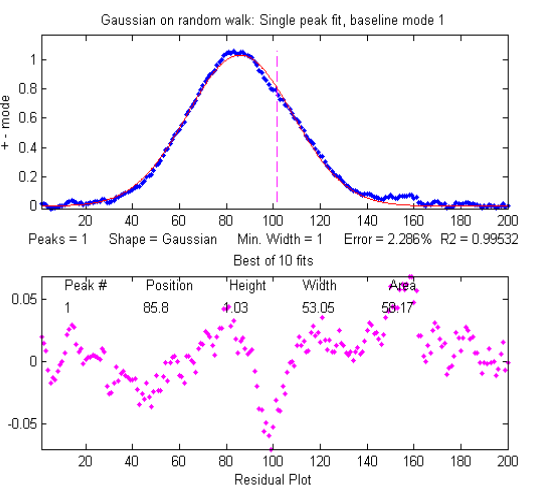 Gaussian on random walk: Single peak fit, baseline mode 1
+ - mode
1
0.8
0.6
0.4
0.2
0
20 40 60 80 100 120 140 160 180 200
Peaks = 1 Shape = Gaussian Min. Width = 1 Error = 2.286% R2 = 0.99532
Best of 10 fits
Peak # Position Height Width Area
0.05
1 85.8 1.03 53.05 58.17
0
-0.05
20 40 60 80 100 120 140 160 180 200
Residual Plot